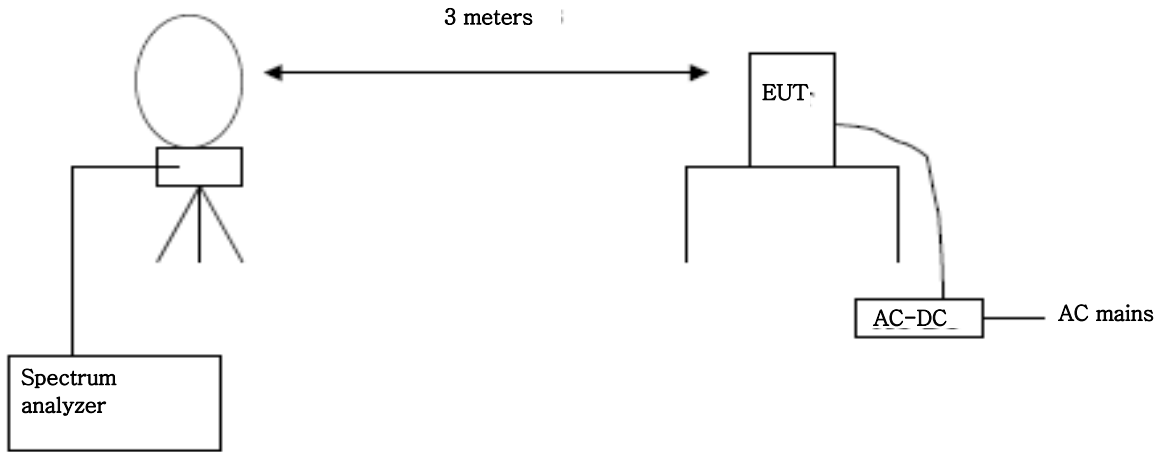 3 meters
EUT
AC-DC
AC mains
Spectrum
analyzer